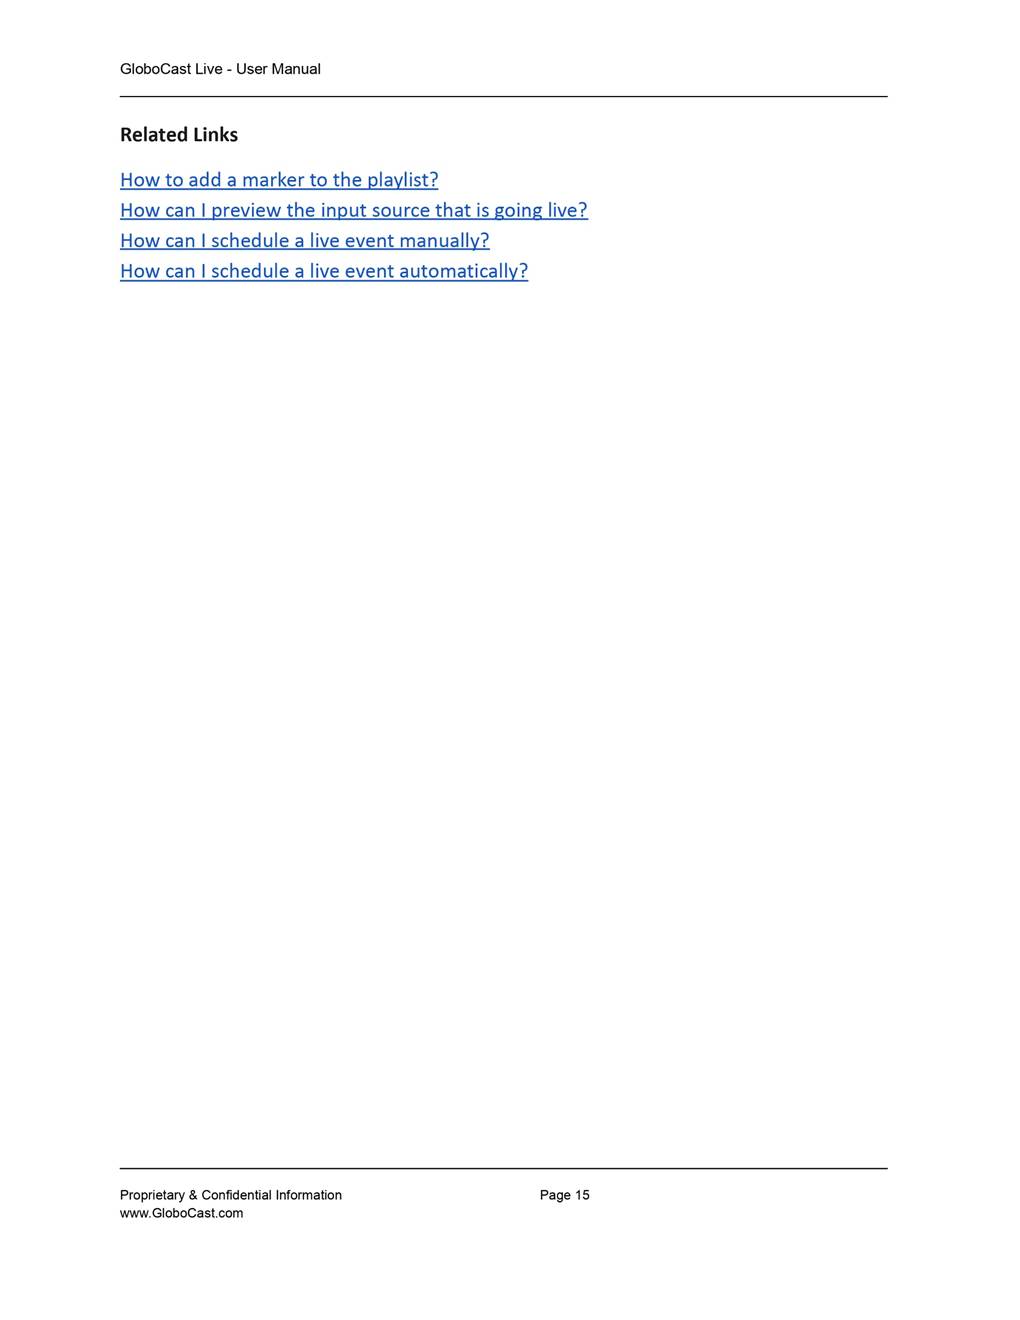 GloboCast Live - User Manual
Related Links
How to add a marker to the playlist?
How can I preview the input source that is going live?
How can I schedule a live event manually?
How can I schedule a live event automatically?
Proprietary & Confidential Information Page 15
www.GloboCast.com